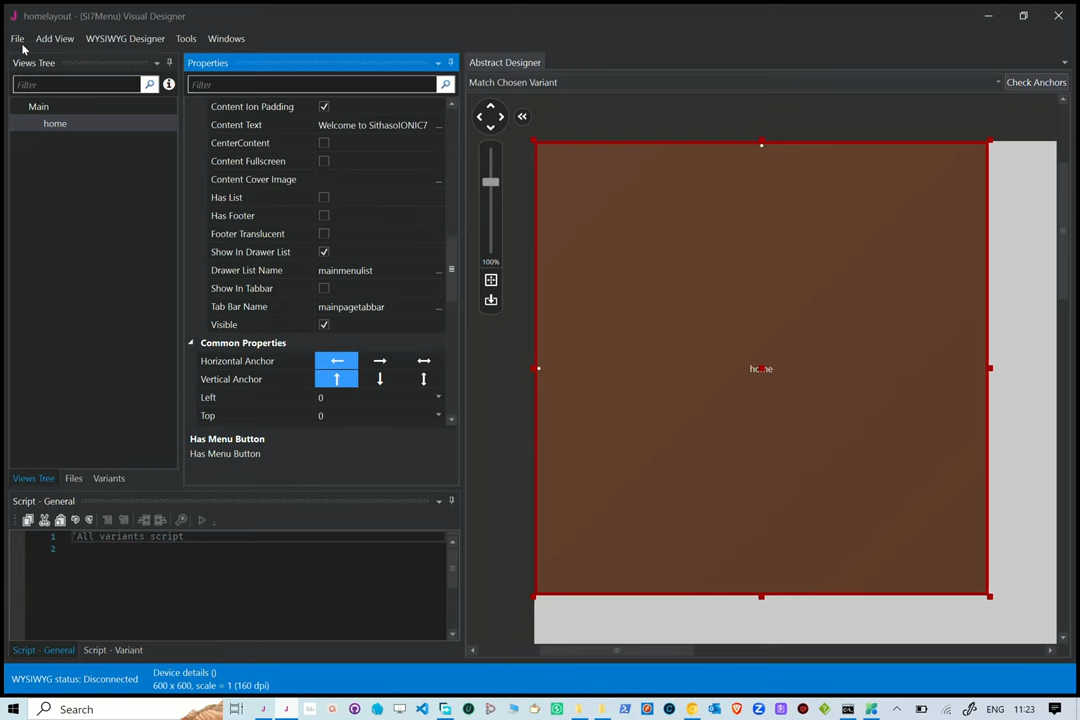 homelayout - (SI7Menu) Visual Designer
File Add View WYSIWYG Designer Tools Windows
Views Tree
Filter
Main
home
Properties
Filter
Content Ion Padding
Content Text Welcome to SithasoIONIC7 ...
CenterContent
Content Fullscreen
Content Cover Image ...
Has List
Has Footer
Footer Translucent
Show In Drawer List
Drawer List Name mainmenulist ...
Show In Tabbar
Tab Bar Name mainpagetabbar ...
Visible
Common Properties
Horizontal Anchor
Vertical Anchor
Left 0
Top 0
Has Menu Button
Has Menu Button
Abstract Designer
Match Chosen Variant Check Anchors
100%
home
Views Tree Files Variants
Script - General
1 'All variants script
2
Script - General Script - Variant
WYSIWYG status: Disconnected
Device details ()
600 x 600, scale = 1 (160 dpi)
Search
ENG 11:23